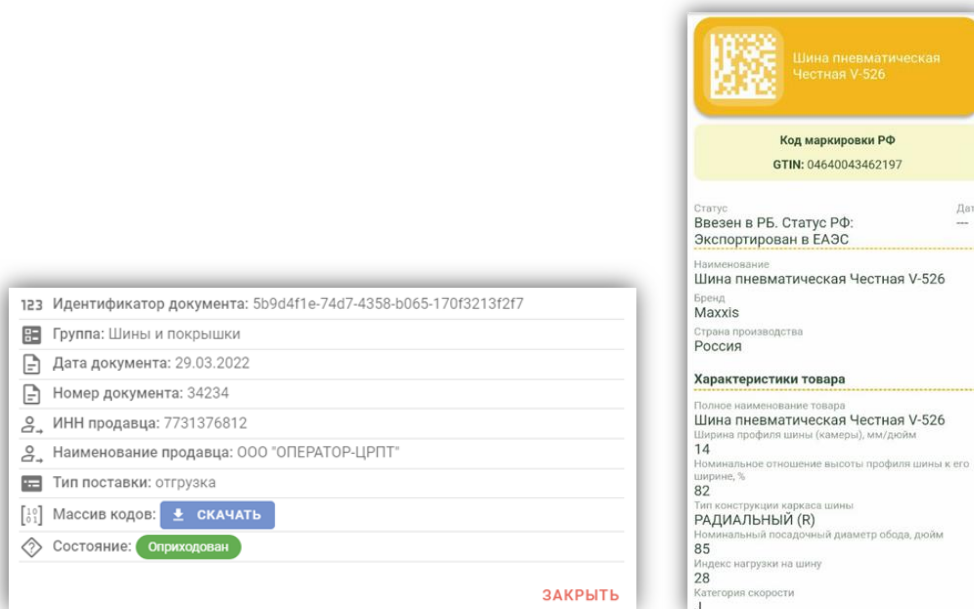 123 Идентификатор документа: 5b9d4f1e-74d7-4358-b065-170f3213f2f7
Группа: Шины и покрышки
Дата документа: 29.03.2022
Номер документа: 34234
ИНН продавца: 7731376812
Наименование продавца: ООО "ОПЕРАТОР-ЦРПТ"
Тип поставки: отгрузка
Массив кодов: СКАЧАТЬ
Состояние: Оприходован
ЗАКРЫТЬ
Шина пневматическая
Честная V-526
Код маркировки РФ
GTIN: 04640043462197
Статус
Ввезен в РБ. Статус РФ:
Экспортирован в ЕАЭС
Наименование
Шина пневматическая Честная V-526
Бренд
Maxxis
Страна производства
Россия
Характеристики товара
Полное наименование товара
Шина пневматическая Честная V-526
Ширина профиля шины (камеры), мм/дюйм
14
Номинальное отношение высоты профиля шины к его
ширине, %
82
Тип конструкции каркаса шины
РАДИАЛЬНЫЙ (R)
Номинальный посадочный диаметр обода, дюйм
85
Индекс нагрузки на шину
28
Категория скорости